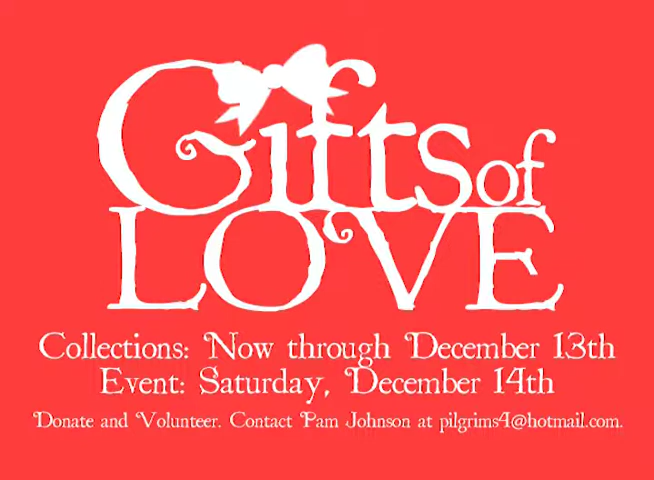 Gifts of
LOVE
Collections: Now through December 13th
Event: Saturday, December 14th
Donate and Volunteer. Contact Pam Johnson at pilgrims4@hotmail.com.